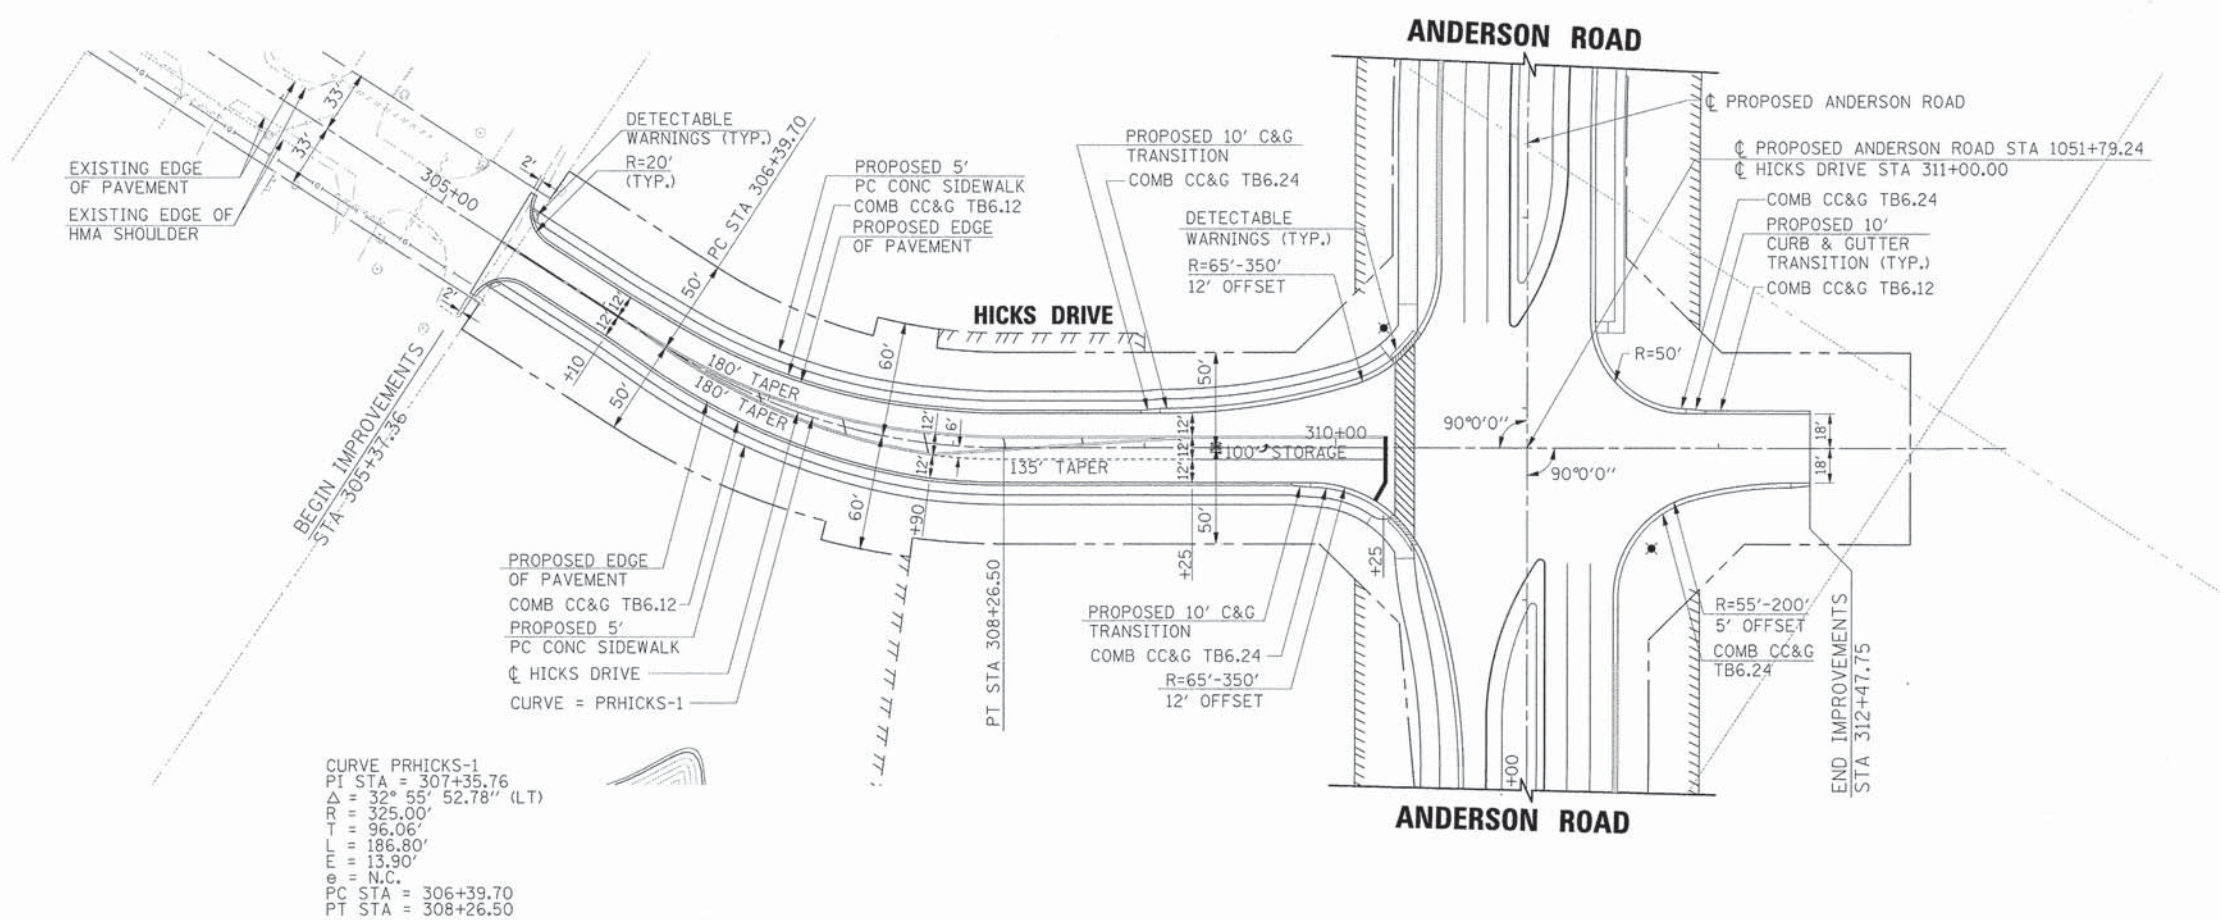 ANDERSON ROAD
℄ PROPOSED ANDERSON ROAD
℄ PROPOSED ANDERSON ROAD STA 1051+79.24
℄ HICKS DRIVE STA 311+00.00
COMB CC&G TB6.24
PROPOSED 10'
CURB & GUTTER
TRANSITION (TYP.)
COMB CC&G TB6.12
R=50'
33'
33'
EXISTING EDGE
OF PAVEMENT
EXISTING EDGE OF
HMA SHOULDER
305+00
2'
2'
DETECTABLE
WARNINGS (TYP.)
R=20'
(TYP.)
PC STA 306+39.70
50'
50'
12'
12'
+10
PROPOSED 5'
PC CONC SIDEWALK
COMB CC&G TB6.12
PROPOSED EDGE
OF PAVEMENT
PROPOSED 10' C&G
TRANSITION
COMB CC&G TB6.24
DETECTABLE
WARNINGS (TYP.)
R=65'-350'
12' OFFSET
HICKS DRIVE
180' TAPER
180' TAPER
60'
60'
12'
6'
12'
+90
135' TAPER
50'
12'
12'
12'
50'
+25
310+00
100' STORAGE
+25
90°0'0"
90°0'0"
18'
18'
BEGIN IMPROVEMENTS
STA 305+37.36
PROPOSED EDGE
OF PAVEMENT
COMB CC&G TB6.12
PROPOSED 5'
PC CONC SIDEWALK
℄ HICKS DRIVE
CURVE = PRHICKS-1
PT STA 308+26.50
PROPOSED 10' C&G
TRANSITION
COMB CC&G TB6.24
R=65'-350'
12' OFFSET
R=55'-200'
5' OFFSET
COMB CC&G
TB6.24
END IMPROVEMENTS
STA 312+47.75
+00
ANDERSON ROAD
CURVE PRHICKS-1
PI STA = 307+35.76
Δ = 32° 55' 52.78" (LT)
R = 325.00'
T = 96.06'
L = 186.80'
E = 13.90'
e = N.C.
PC STA = 306+39.70
PT STA = 308+26.50